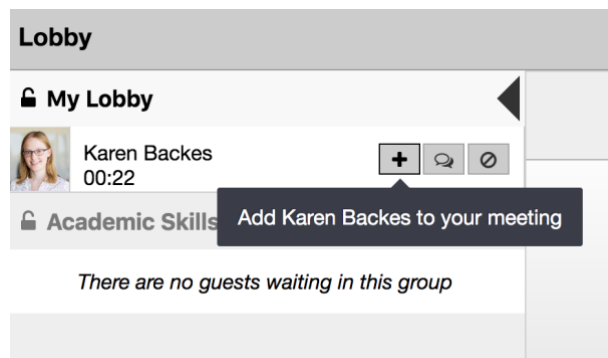 Lobby
My Lobby
Karen Backes
00:22
Add Karen Backes to your meeting
Academic Skills
There are no guests waiting in this group